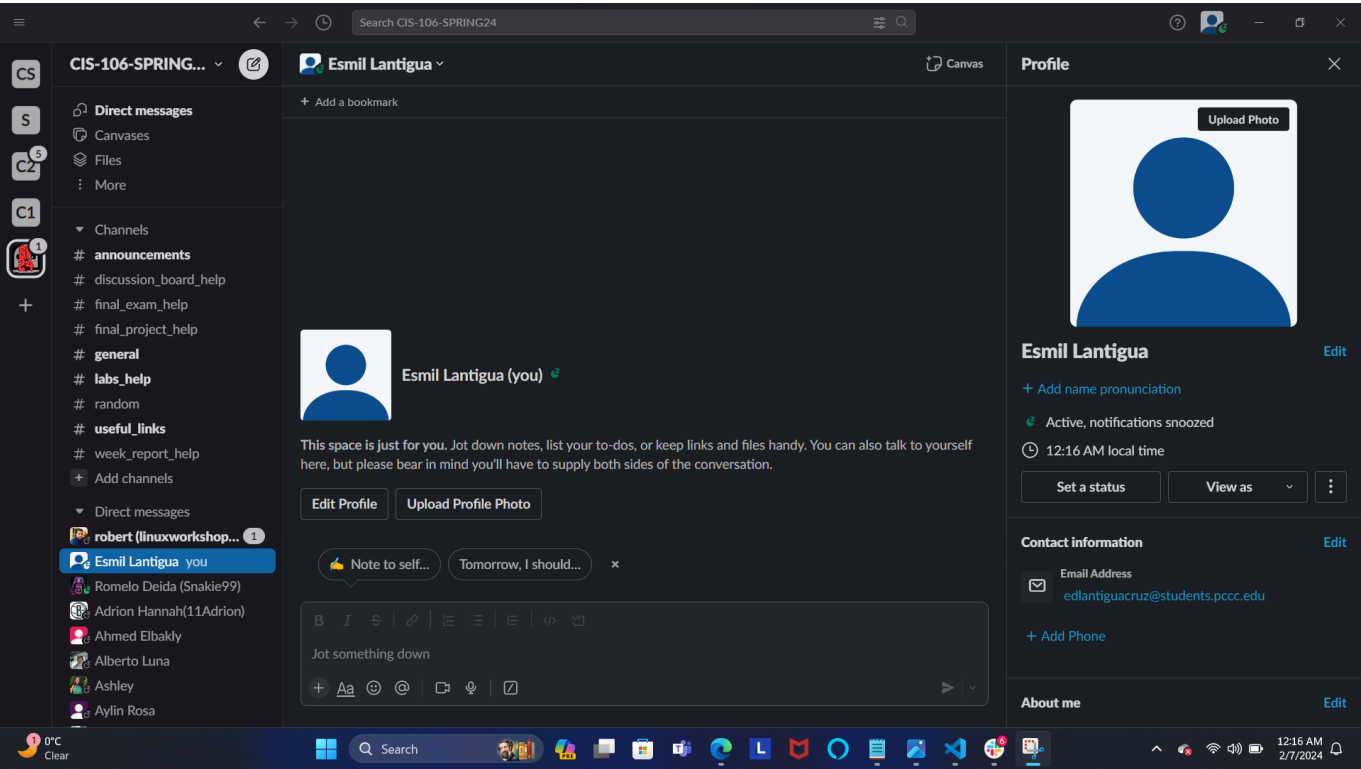 Search CIS-106-SPRING24
CS
S
C2
5
C1
1
CIS-106-SPRING...
Direct messages
Canvases
Files
More
Channels
# announcements
# discussion_board_help
# final_exam_help
# final_project_help
# general
# labs_help
# random
# useful_links
# week_report_help
+ Add channels
Direct messages
robert (linuxworkshop... 1
Esmil Lantigua you
Romelo Deida (Snakie99)
Adrion Hannah(11Adrion)
Ahmed Elbakly
Alberto Luna
Ashley
Aylin Rosa
Esmil Lantigua
Canvas
+ Add a bookmark
Esmil Lantigua (you)
This space is just for you. Jot down notes, list your to-dos, or keep links and files handy. You can also talk to yourself
here, but please bear in mind you’ll have to supply both sides of the conversation.
Edit Profile Upload Profile Photo
Note to self... Tomorrow, I should...
B I S
Jot something down
Aa
Profile
Upload Photo
Esmil Lantigua Edit
+ Add name pronunciation
Active, notifications snoozed
12:16 AM local time
Set a status View as
Contact information Edit
Email Address
edlantiguacruz@students.pccc.edu
+ Add Phone
About me Edit
1
0°C
Clear
Search
PRE
L
6
12:16 AM
2/7/2024